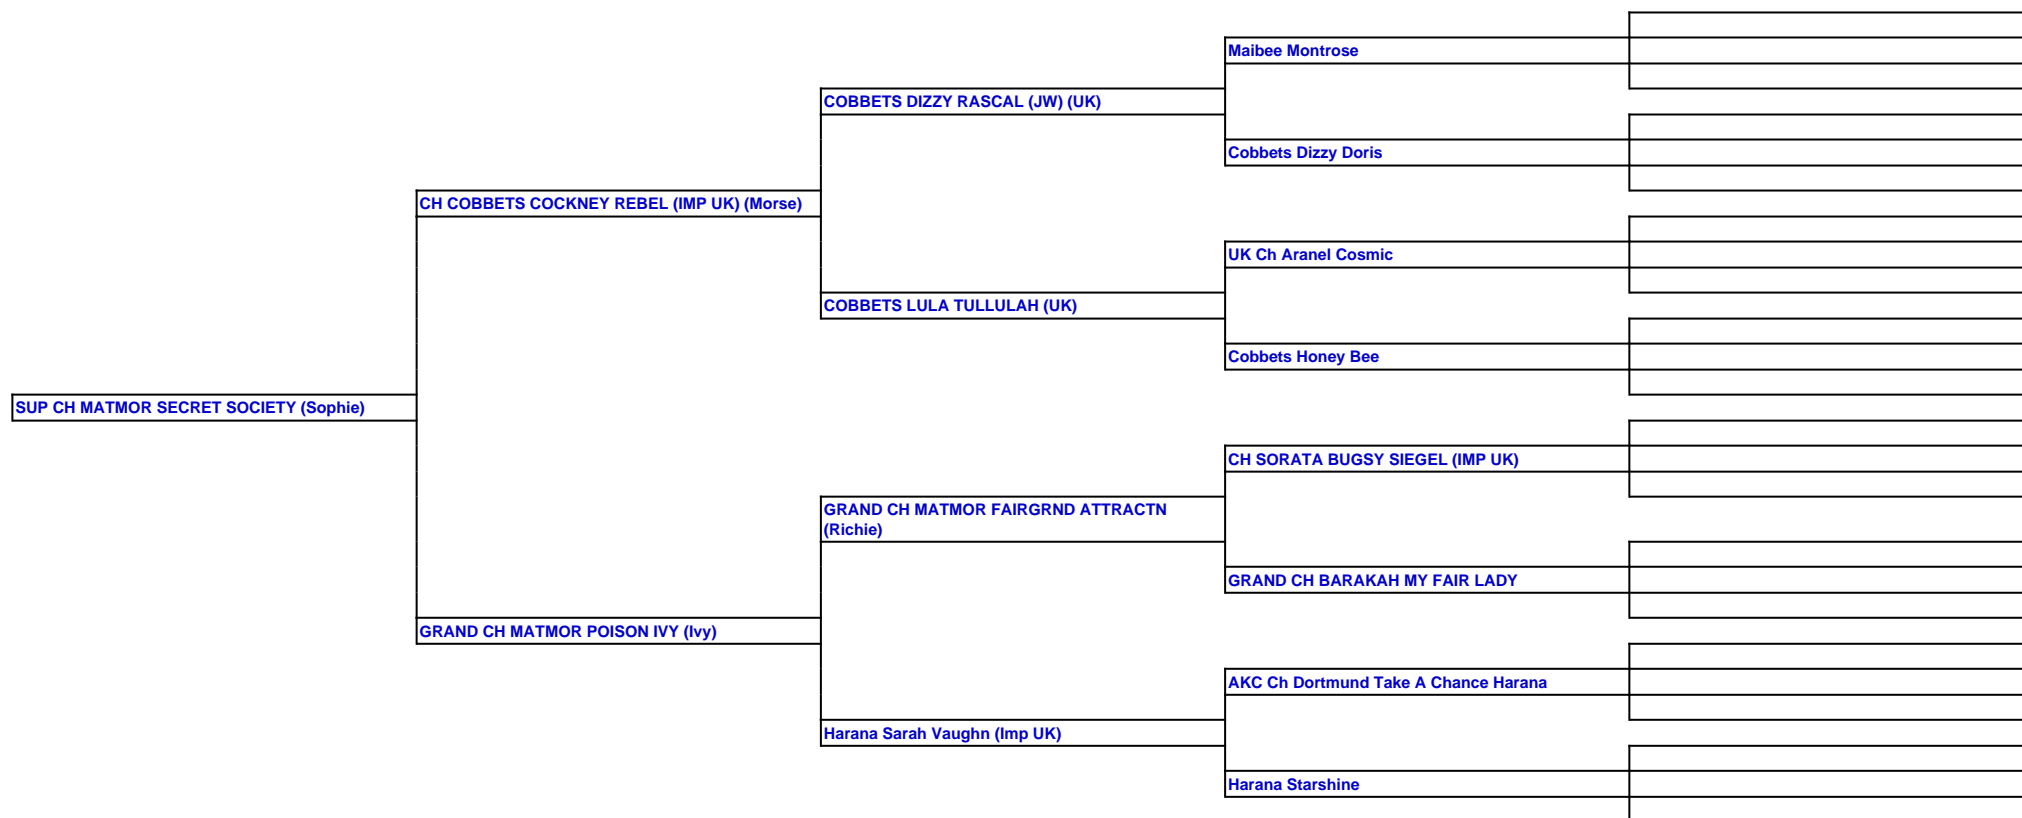 Maibee Montrose
COBBETS DIZZY RASCAL (JW) (UK)
Cobbets Dizzy Doris
CH COBBETS COCKNEY REBEL (IMP UK) (Morse)
UK Ch Aranel Cosmic
COBBETS LULA TULLULAH (UK)
Cobbets Honey Bee
SUP CH MATMOR SECRET SOCIETY (Sophie)
CH SORATA BUGSY SIEGEL (IMP UK)
GRAND CH MATMOR FAIRGRND ATTRACTN
(Richie)
GRAND CH BARAKAH MY FAIR LADY
GRAND CH MATMOR POISON IVY (Ivy)
AKC Ch Dortmund Take A Chance Harana
Harana Sarah Vaughn (Imp UK)
Harana Starshine